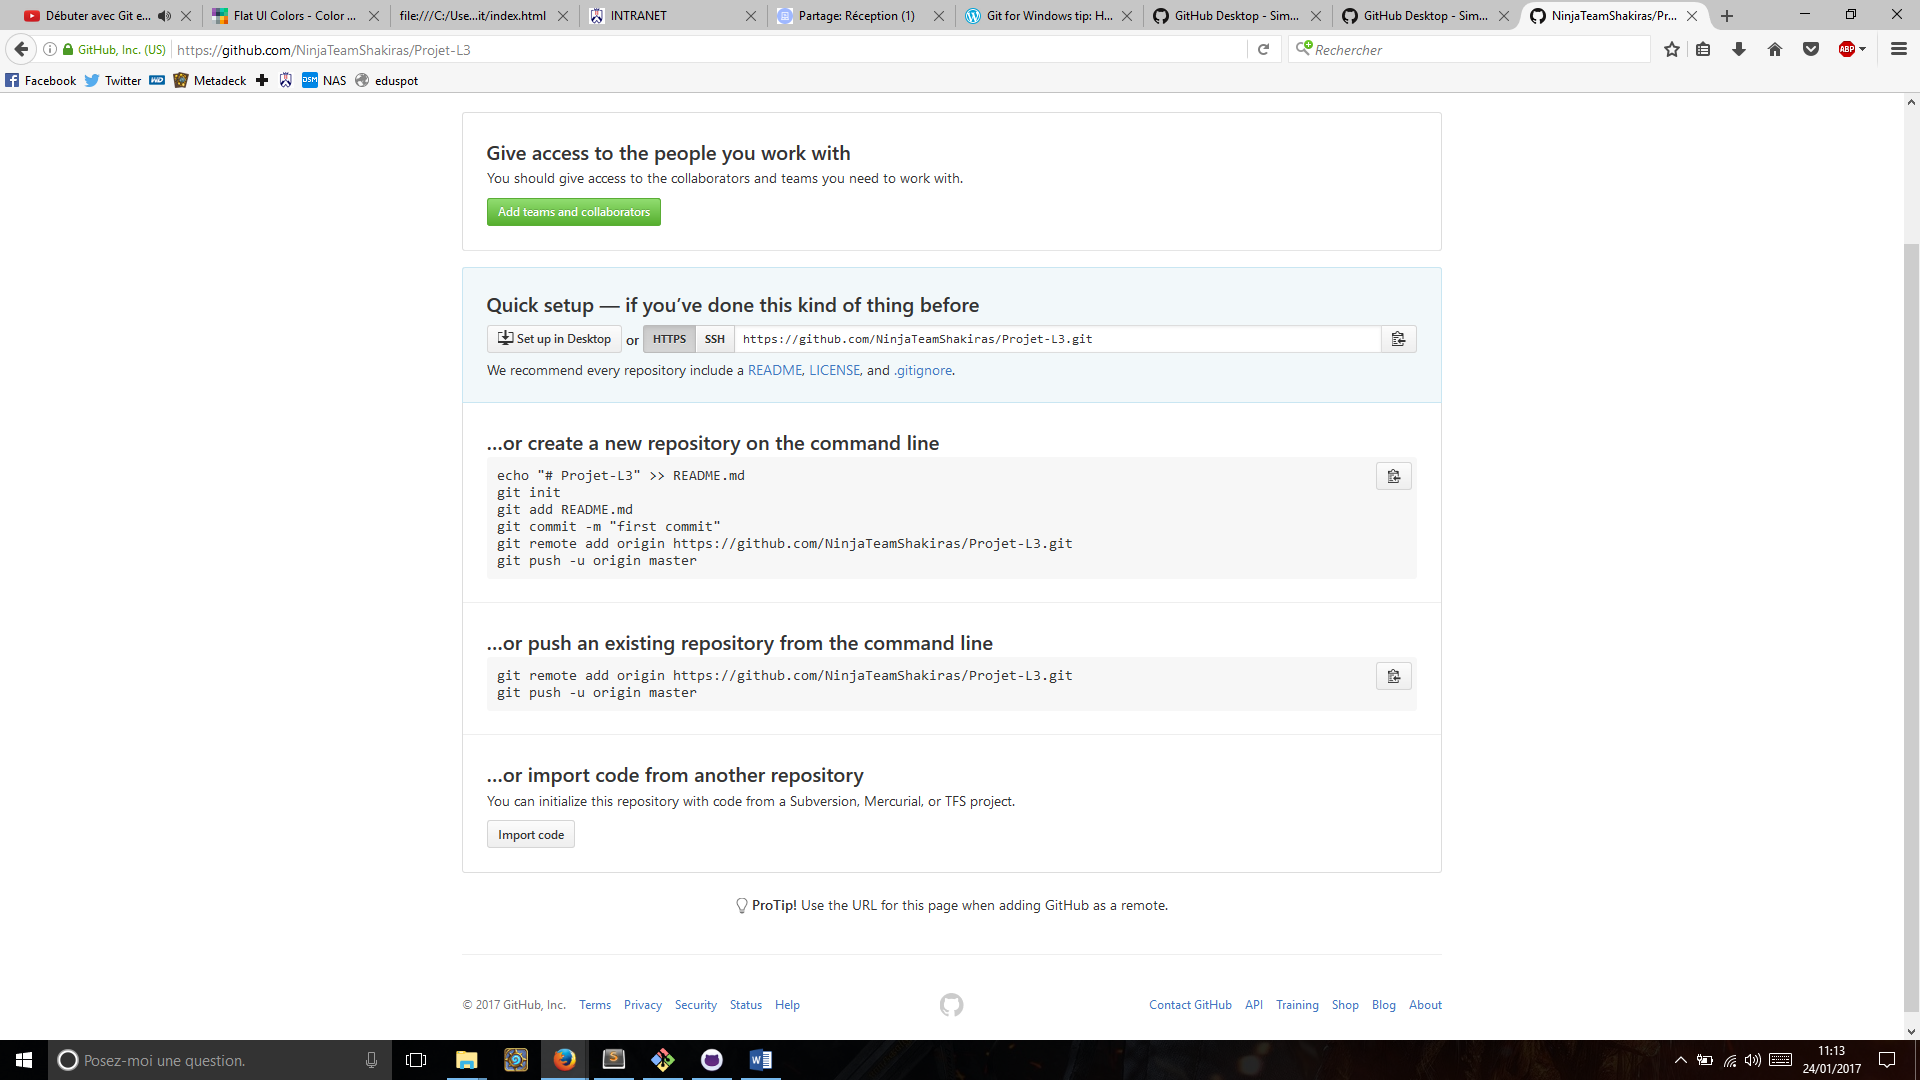 Débuter avec Git e...
Flat UI Colors - Color ...
file:///C:/Use...it/index.html
INTRANET
Partage: Réception (1)
Git for Windows tip: H...
GitHub Desktop - Sim...
GitHub Desktop - Sim...
NinjaTeamShakiras/Pr...
GitHub, Inc. (US)
https://github.com/NinjaTeamShakiras/Projet-L3
Rechercher
ABP
Facebook
Twitter
WD
Metadeck
DSM
NAS
eduspot
Give access to the people you work with
You should give access to the collaborators and teams you need to work with.
Add teams and collaborators
Quick setup — if you’ve done this kind of thing before
Set up in Desktop or HTTPS SSH https://github.com/NinjaTeamShakiras/Projet-L3.git
We recommend every repository include a README, LICENSE, and .gitignore.
…or create a new repository on the command line
echo "# Projet-L3" >> README.md
git init
git add README.md
git commit -m "first commit"
git remote add origin https://github.com/NinjaTeamShakiras/Projet-L3.git
git push -u origin master
…or push an existing repository from the command line
git remote add origin https://github.com/NinjaTeamShakiras/Projet-L3.git
git push -u origin master
…or import code from another repository
You can initialize this repository with code from a Subversion, Mercurial, or TFS project.
Import code
ProTip! Use the URL for this page when adding GitHub as a remote.
© 2017 GitHub, Inc. Terms Privacy Security Status Help
Contact GitHub API Training Shop Blog About
Posez-moi une question.
11:13
24/01/2017